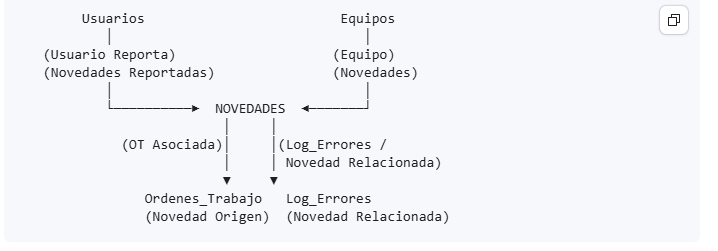 Usuarios Equipos
(Usuario Reporta) (Equipo)
(Novedades Reportadas) (Novedades)
NOVEDADES
(OT Asociada) (Log_Errores /
Novedad Relacionada)
Ordenes_Trabajo Log_Errores
(Novedad Origen) (Novedad Relacionada)